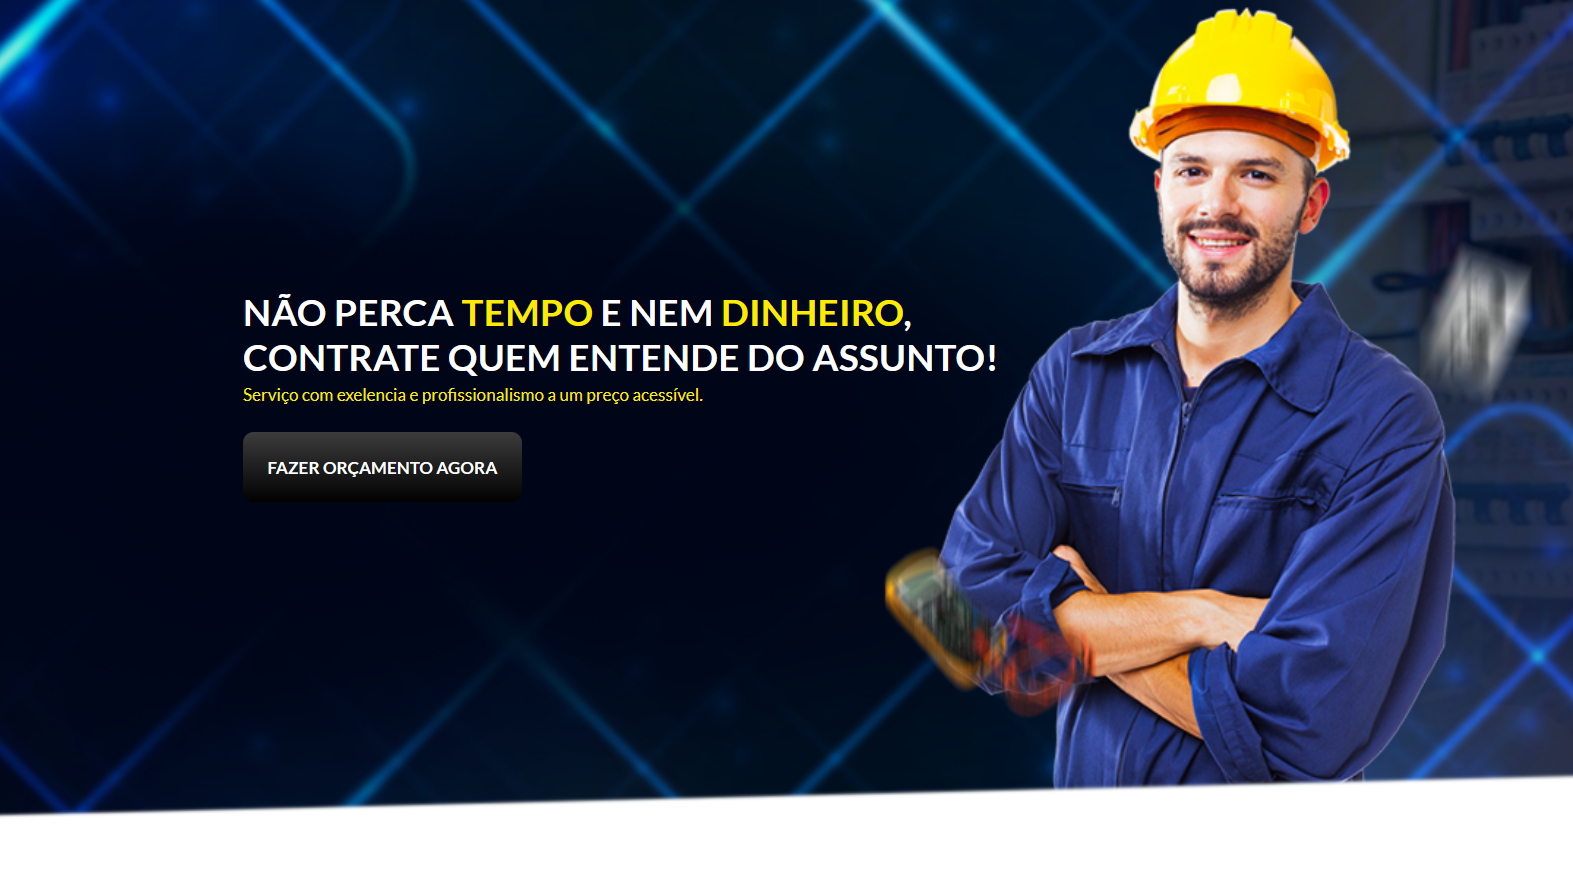 NÃO PERCA TEMPO E NEM DINHEIRO,
CONTRATE QUEM ENTENDE DO ASSUNTO!
Serviço com exelencia e profissionalismo a um preço acessível.
FAZER ORÇAMENTO AGORA